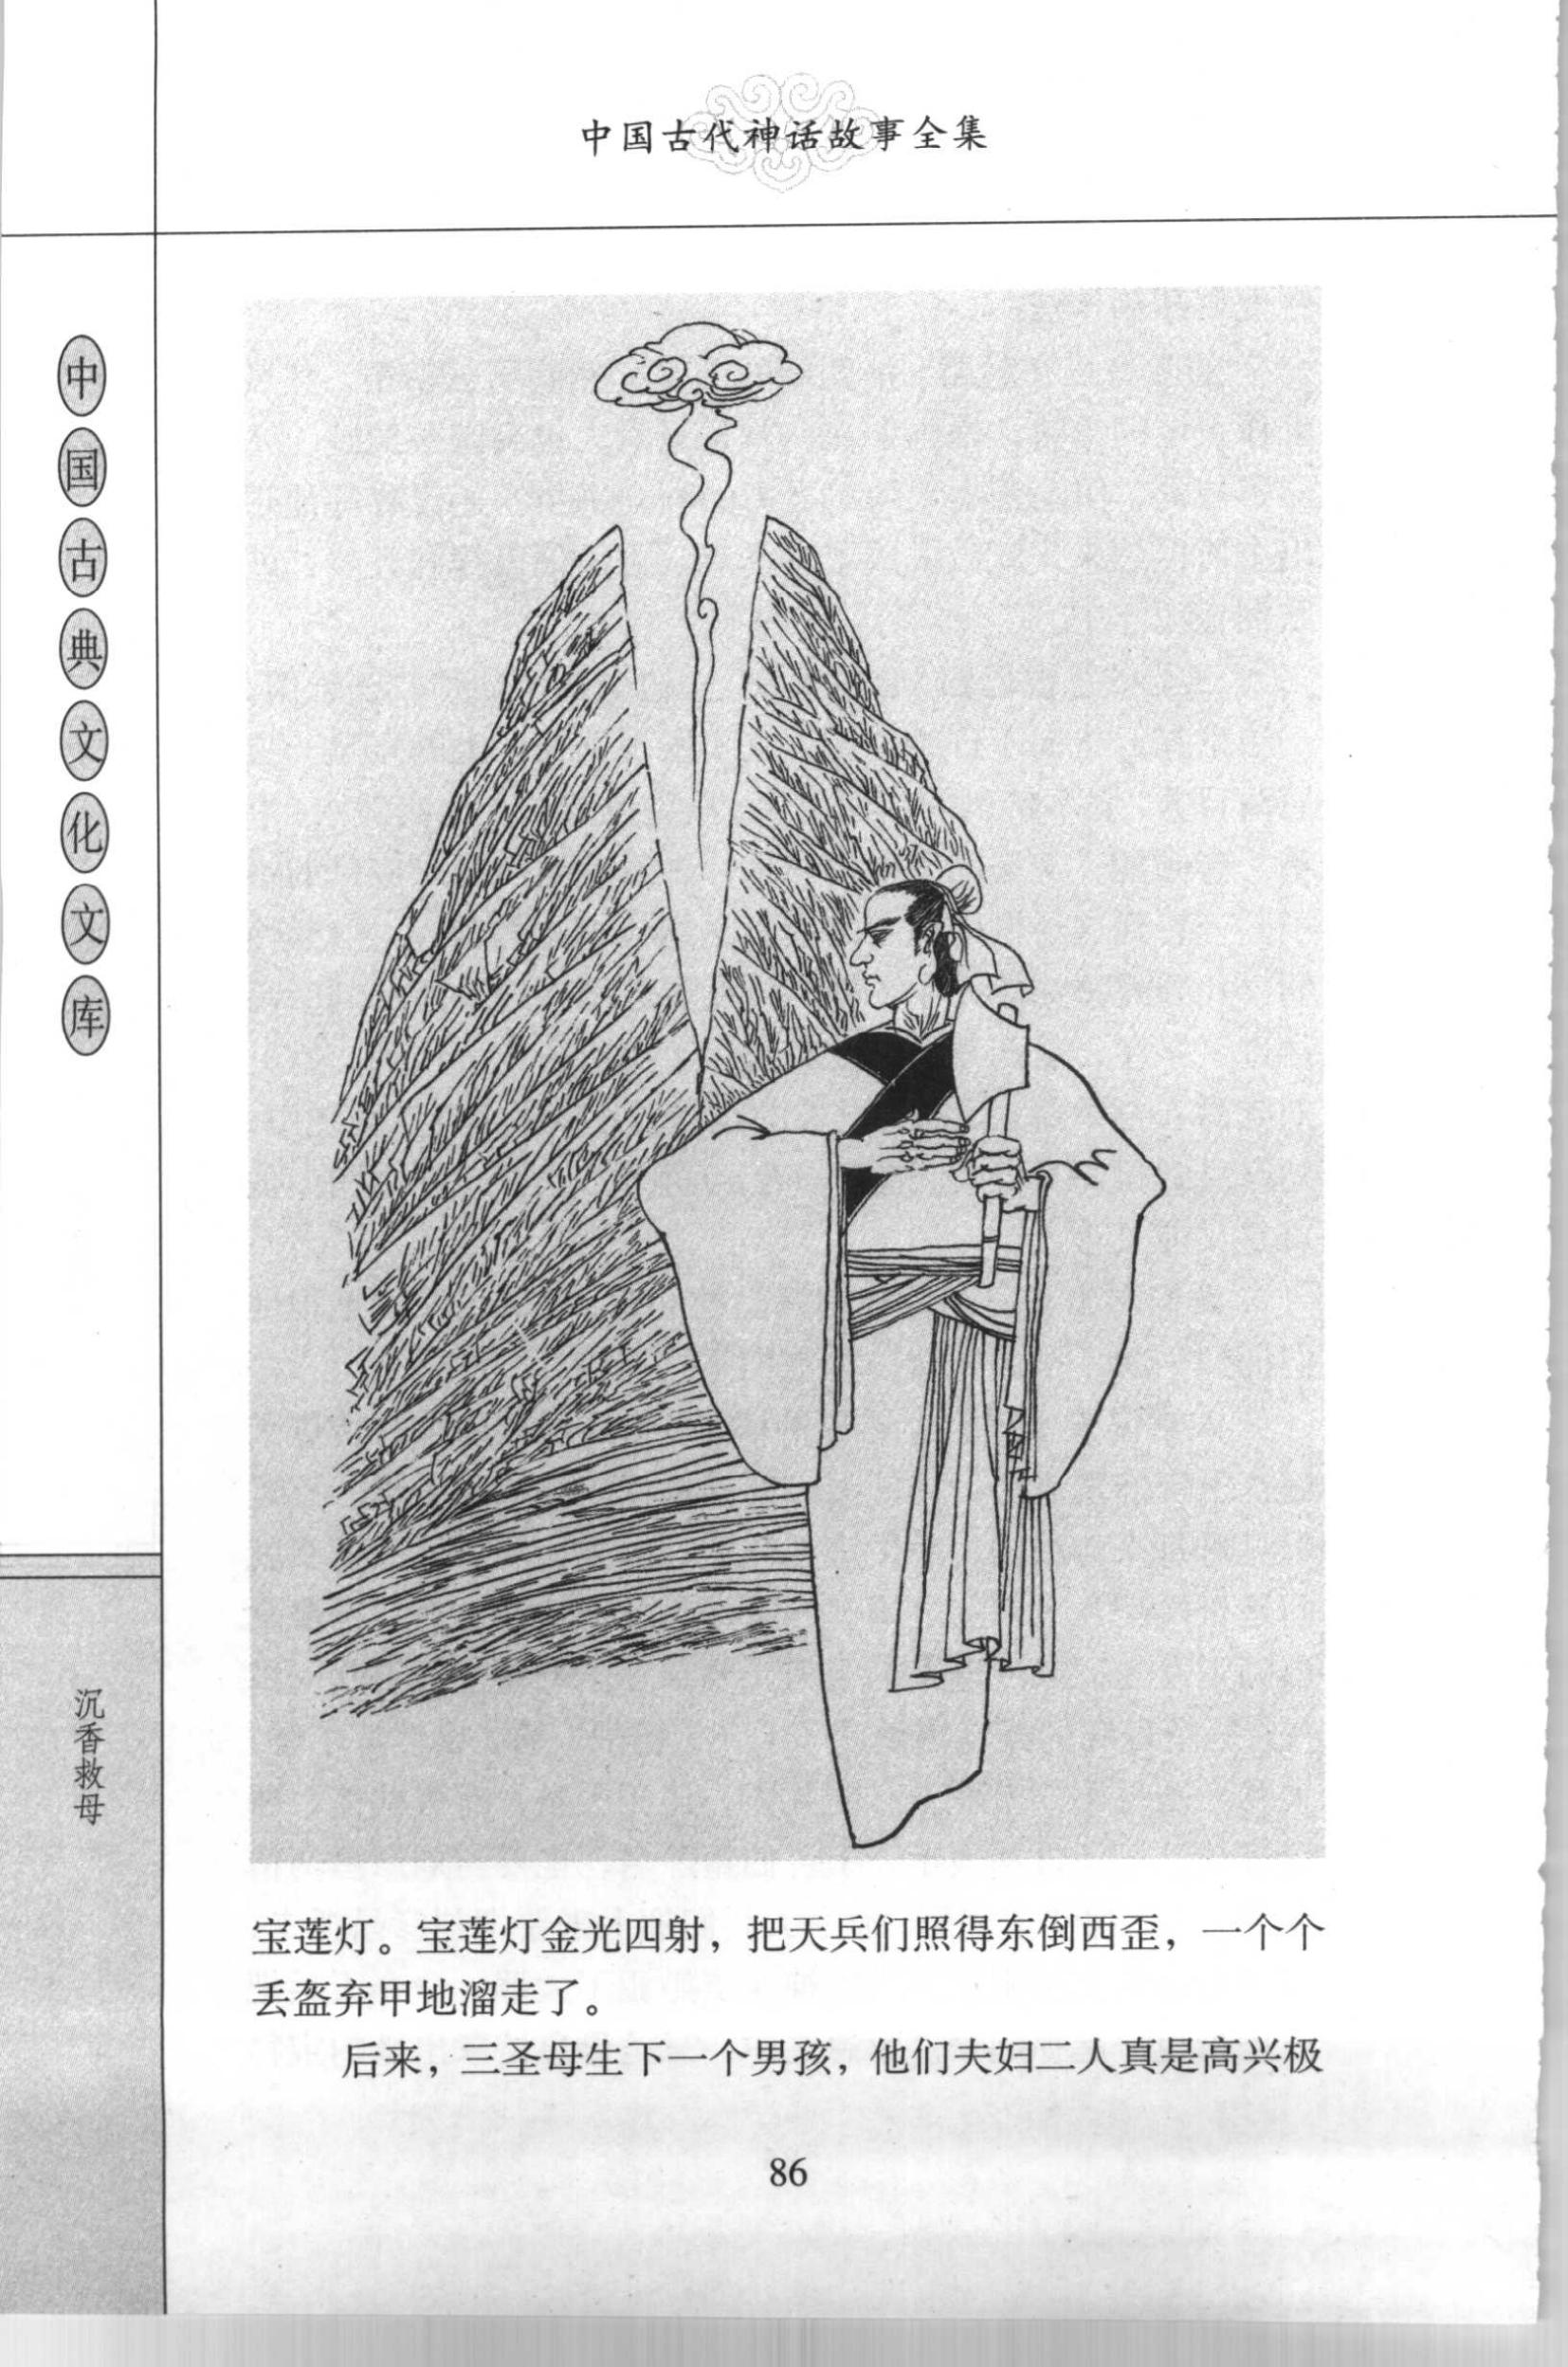 中国古代神话故事全集
中国古典文化文库
沉香救母
宝莲灯。宝莲灯金光四射，把天兵们照得东倒西歪，一个个
丢盔弃甲地溜走了。
后来，三圣母生下一个男孩，他们夫妇二人真是高兴极
86